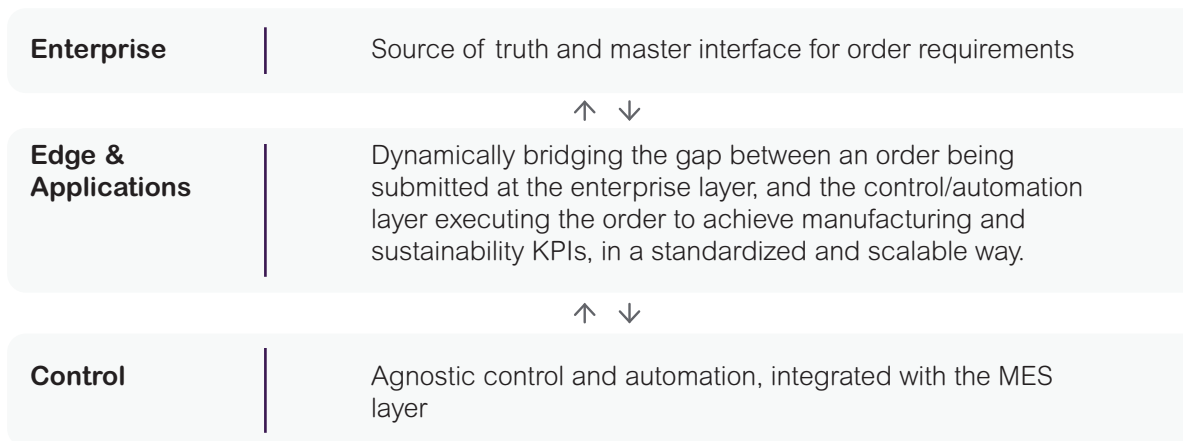 Enterprise
Source of truth and master interface for order requirements
Edge &
Applications
Dynamically bridging the gap between an order being
submitted at the enterprise layer, and the control/automation
layer executing the order to achieve manufacturing and
sustainability KPIs, in a standardized and scalable way.
Control
Agnostic control and automation, integrated with the MES
layer